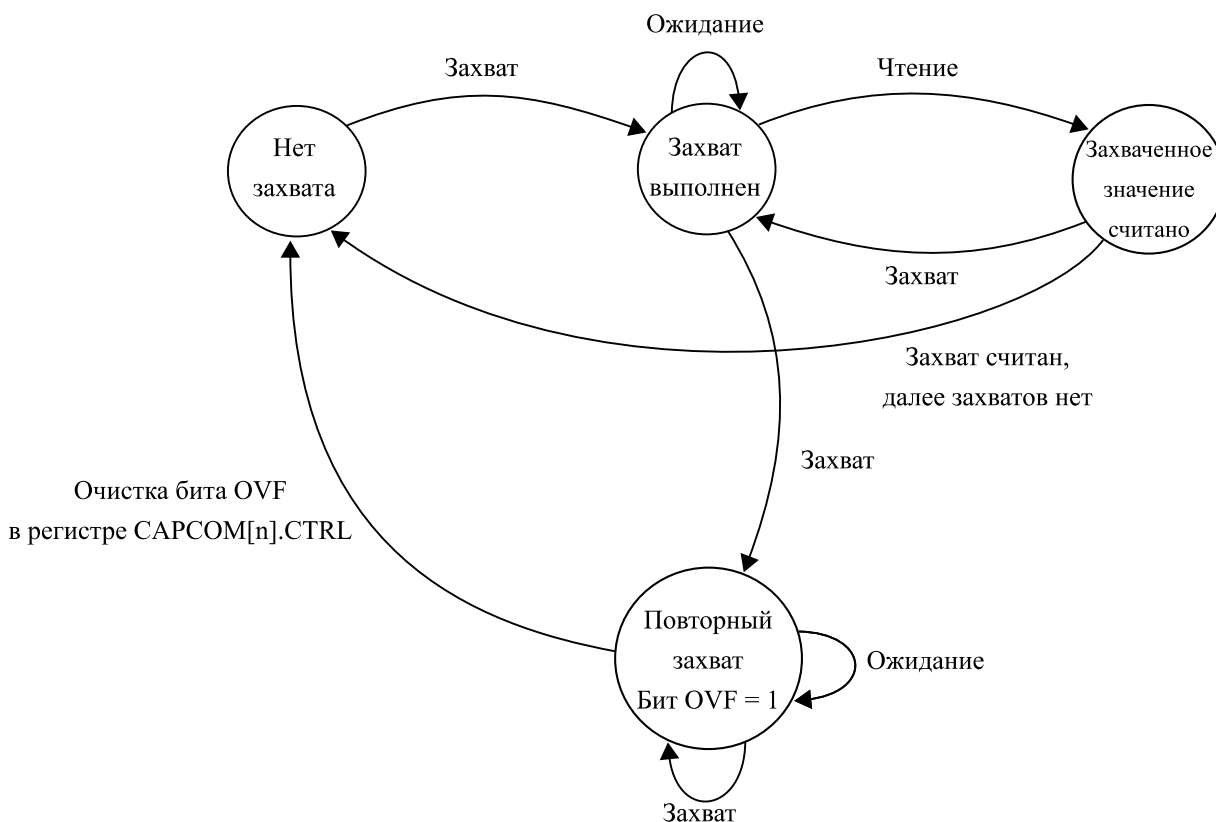 Ожидание
Захват
Чтение
Нет
захвата
Захват
выполнен
Захваченное
значение
считано
Захват
Захват считан,
далее захватов нет
Захват
Очистка бита OVF
в регистре CAPCOM[n].CTRL
Повторный
захват
Бит OVF = 1
Ожидание
Захват